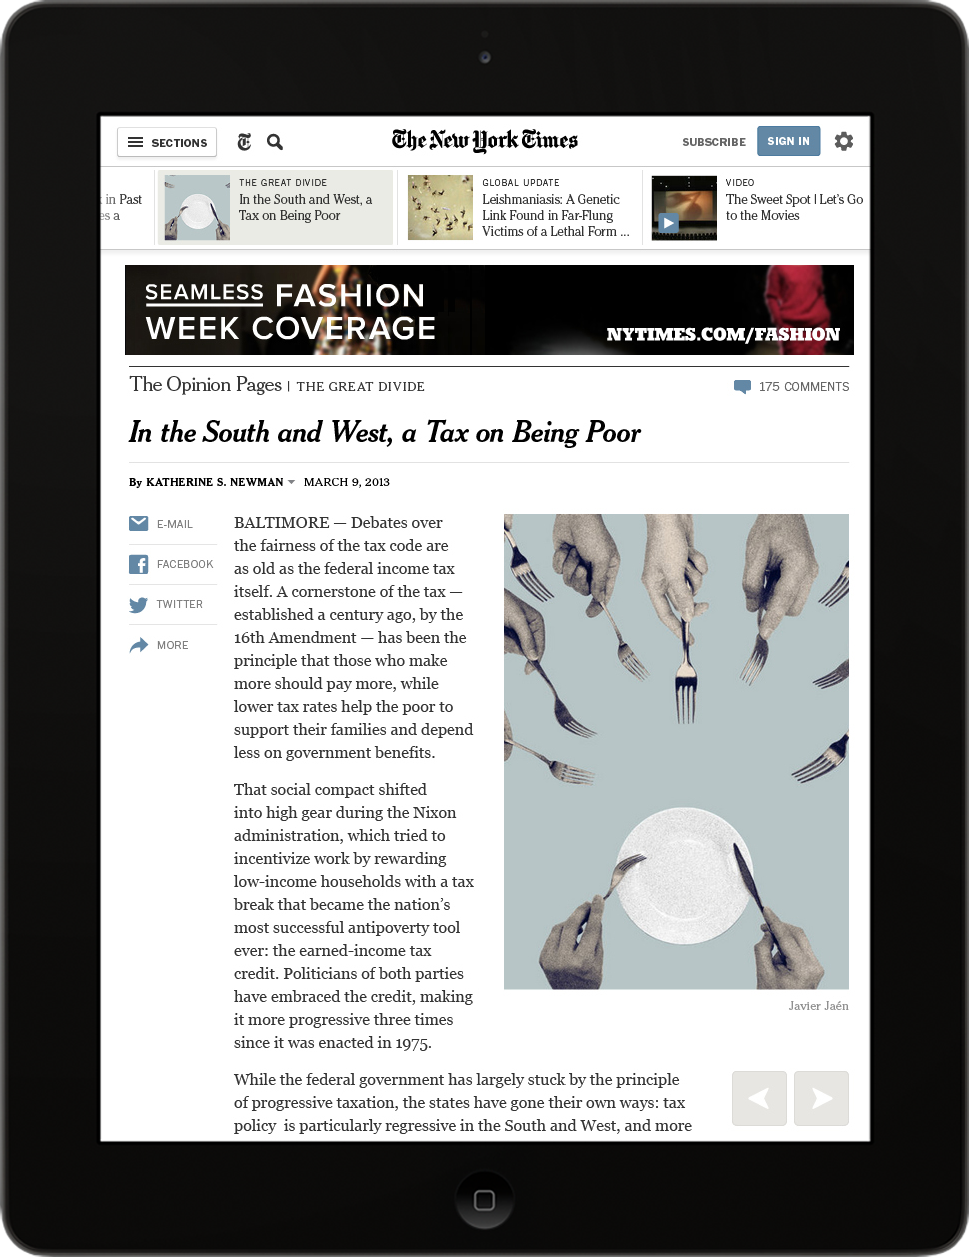 SECTIONS
The New York Times
SUBSCRIBE
SIGN IN
in Past
es a
THE GREAT DIVIDE
In the South and West, a
Tax on Being Poor
GLOBAL UPDATE
Leishmaniasis: A Genetic
Link Found in Far-Flung
Victims of a Lethal Form ...
VIDEO
The Sweet Spot | Let's Go
to the Movies
SEAMLESS FASHION
WEEK COVERAGE
NYTIMES.COM/FASHION
The Opinion Pages | THE GREAT DIVIDE
175 COMMENTS
In the South and West, a Tax on Being Poor
By KATHERINE S. NEWMAN MARCH 9, 2013
E-MAIL
FACEBOOK
TWITTER
MORE
BALTIMORE — Debates over
the fairness of the tax code are
as old as the federal income tax
itself. A cornerstone of the tax —
established a century ago, by the
16th Amendment — has been the
principle that those who make
more should pay more, while
lower tax rates help the poor to
support their families and depend
less on government benefits.
That social compact shifted
into high gear during the Nixon
administration, which tried to
incentivize work by rewarding
low-income households with a tax
break that became the nation's
most successful antipoverty tool
ever: the earned-income tax
credit. Politicians of both parties
have embraced the credit, making
it more progressive three times
since it was enacted in 1975.
Javier Jaén
While the federal government has largely stuck by the principle
of progressive taxation, the states have gone their own ways: tax
policy is particularly regressive in the South and West, and more